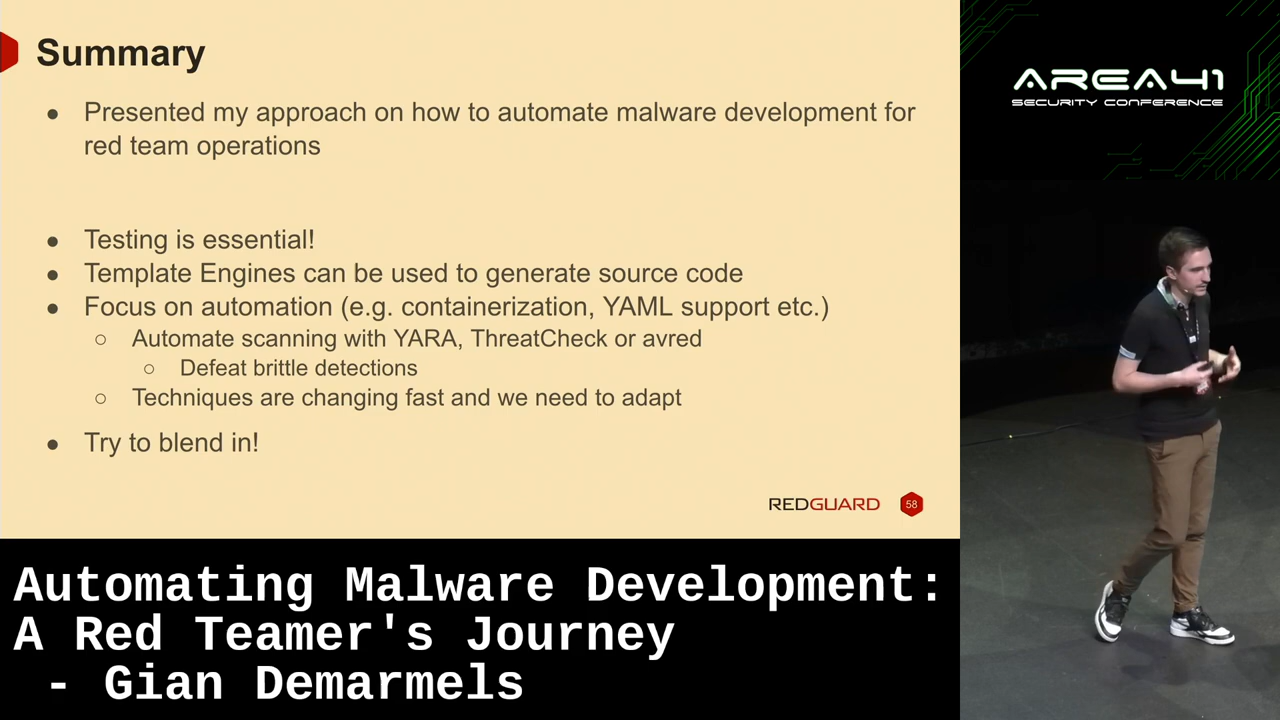 Summary
● Presented my approach on how to automate malware development for
red team operations
● Testing is essential!
● Template Engines can be used to generate source code
● Focus on automation (e.g. containerization, YAML support etc.)
○ Automate scanning with YARA, ThreatCheck or avred
○ Defeat brittle detections
○ Techniques are changing fast and we need to adapt
● Try to blend in!
REDGUARD 58
AREA41
SECURITY CONFERENCE
Automating Malware Development:
A Red Teamer's Journey
- Gian Demarmels